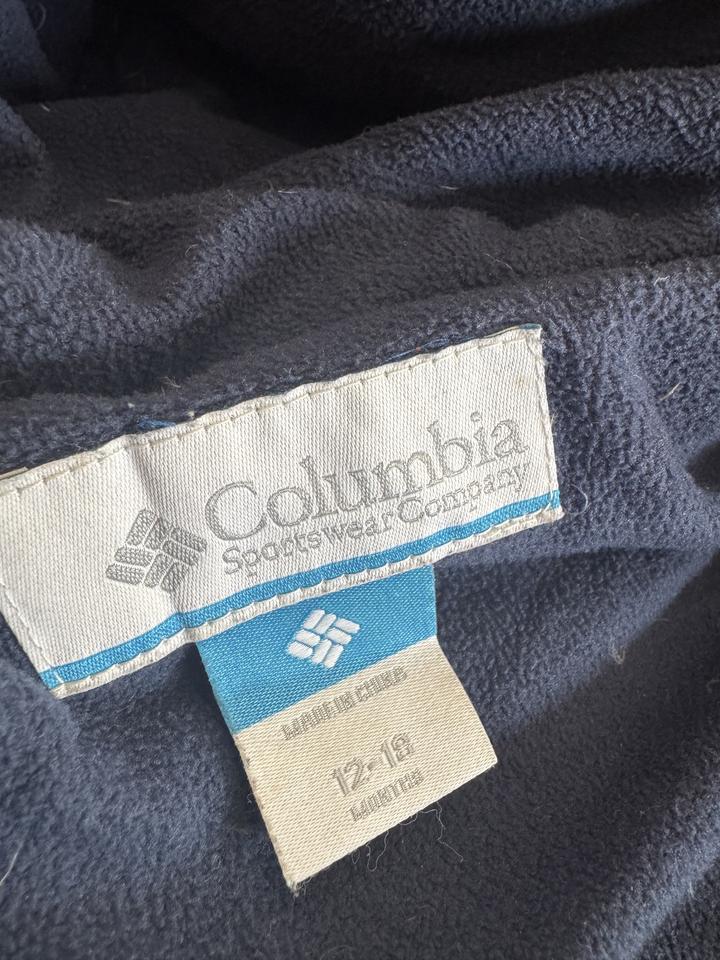 Columbia
Sportswear Company
MADE IN CHINA
12-18
MONTHS